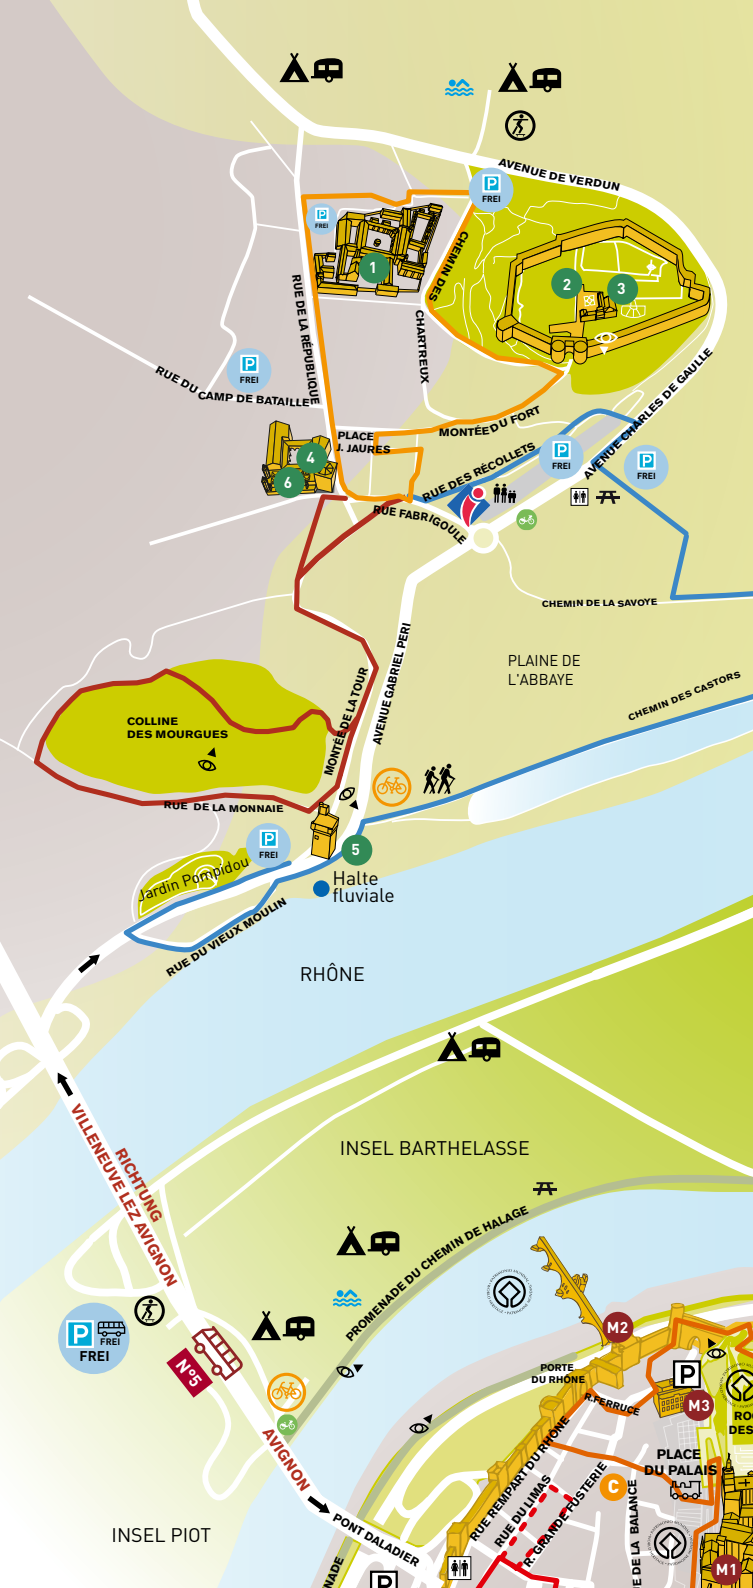 AVENUE DE VERDUN
P
FREI
P
FREI
1
CHEMIN DES
CHARTREUX
2
3
RUE DE LA RÉPUBLIQUE
P
FREI
RUE DU CAMP DE BATAILLE
AVENUE CHARLES DE GAULLE
MONTÉE DU FORT
PLACE
J. JAURES
4
6
RUE DES RÉCOLLETS
P
FREI
P
FREI
RUE FABRIGOULE
CHEMIN DE LA SAVOYE
AVENUE GABRIEL PERI
PLAINE DE
L'ABBAYE
CHEMIN DES CASTORS
MONTÉE DE LA TOUR
COLLINE
DES MOURGUES
RUE DE LA MONNAIE
P
FREI
5
Jardin Pompidou
Halte
fluviale
RUE DU VIEUX MOULIN
RHÔNE
RICHTUNG
VILLENEUVE LEZ AVIGNON
INSEL BARTHELASSE
PROMENADE DU CHEMIN DE HALAGE
P
FREI
FREI
N°5
AVIGNON
PONT DALADIER
INSEL PIOT
M2
PORTE
DU RHÔNE
P
R.FERRUCE
M3
RO
DES
PLACE
DU PALAIS
RUE REMPART DU RHÔNE
RUE DU LIMAS
R. GRANDE FUSTERIE
C
E DE LA BALANCE
M1
NADE
P